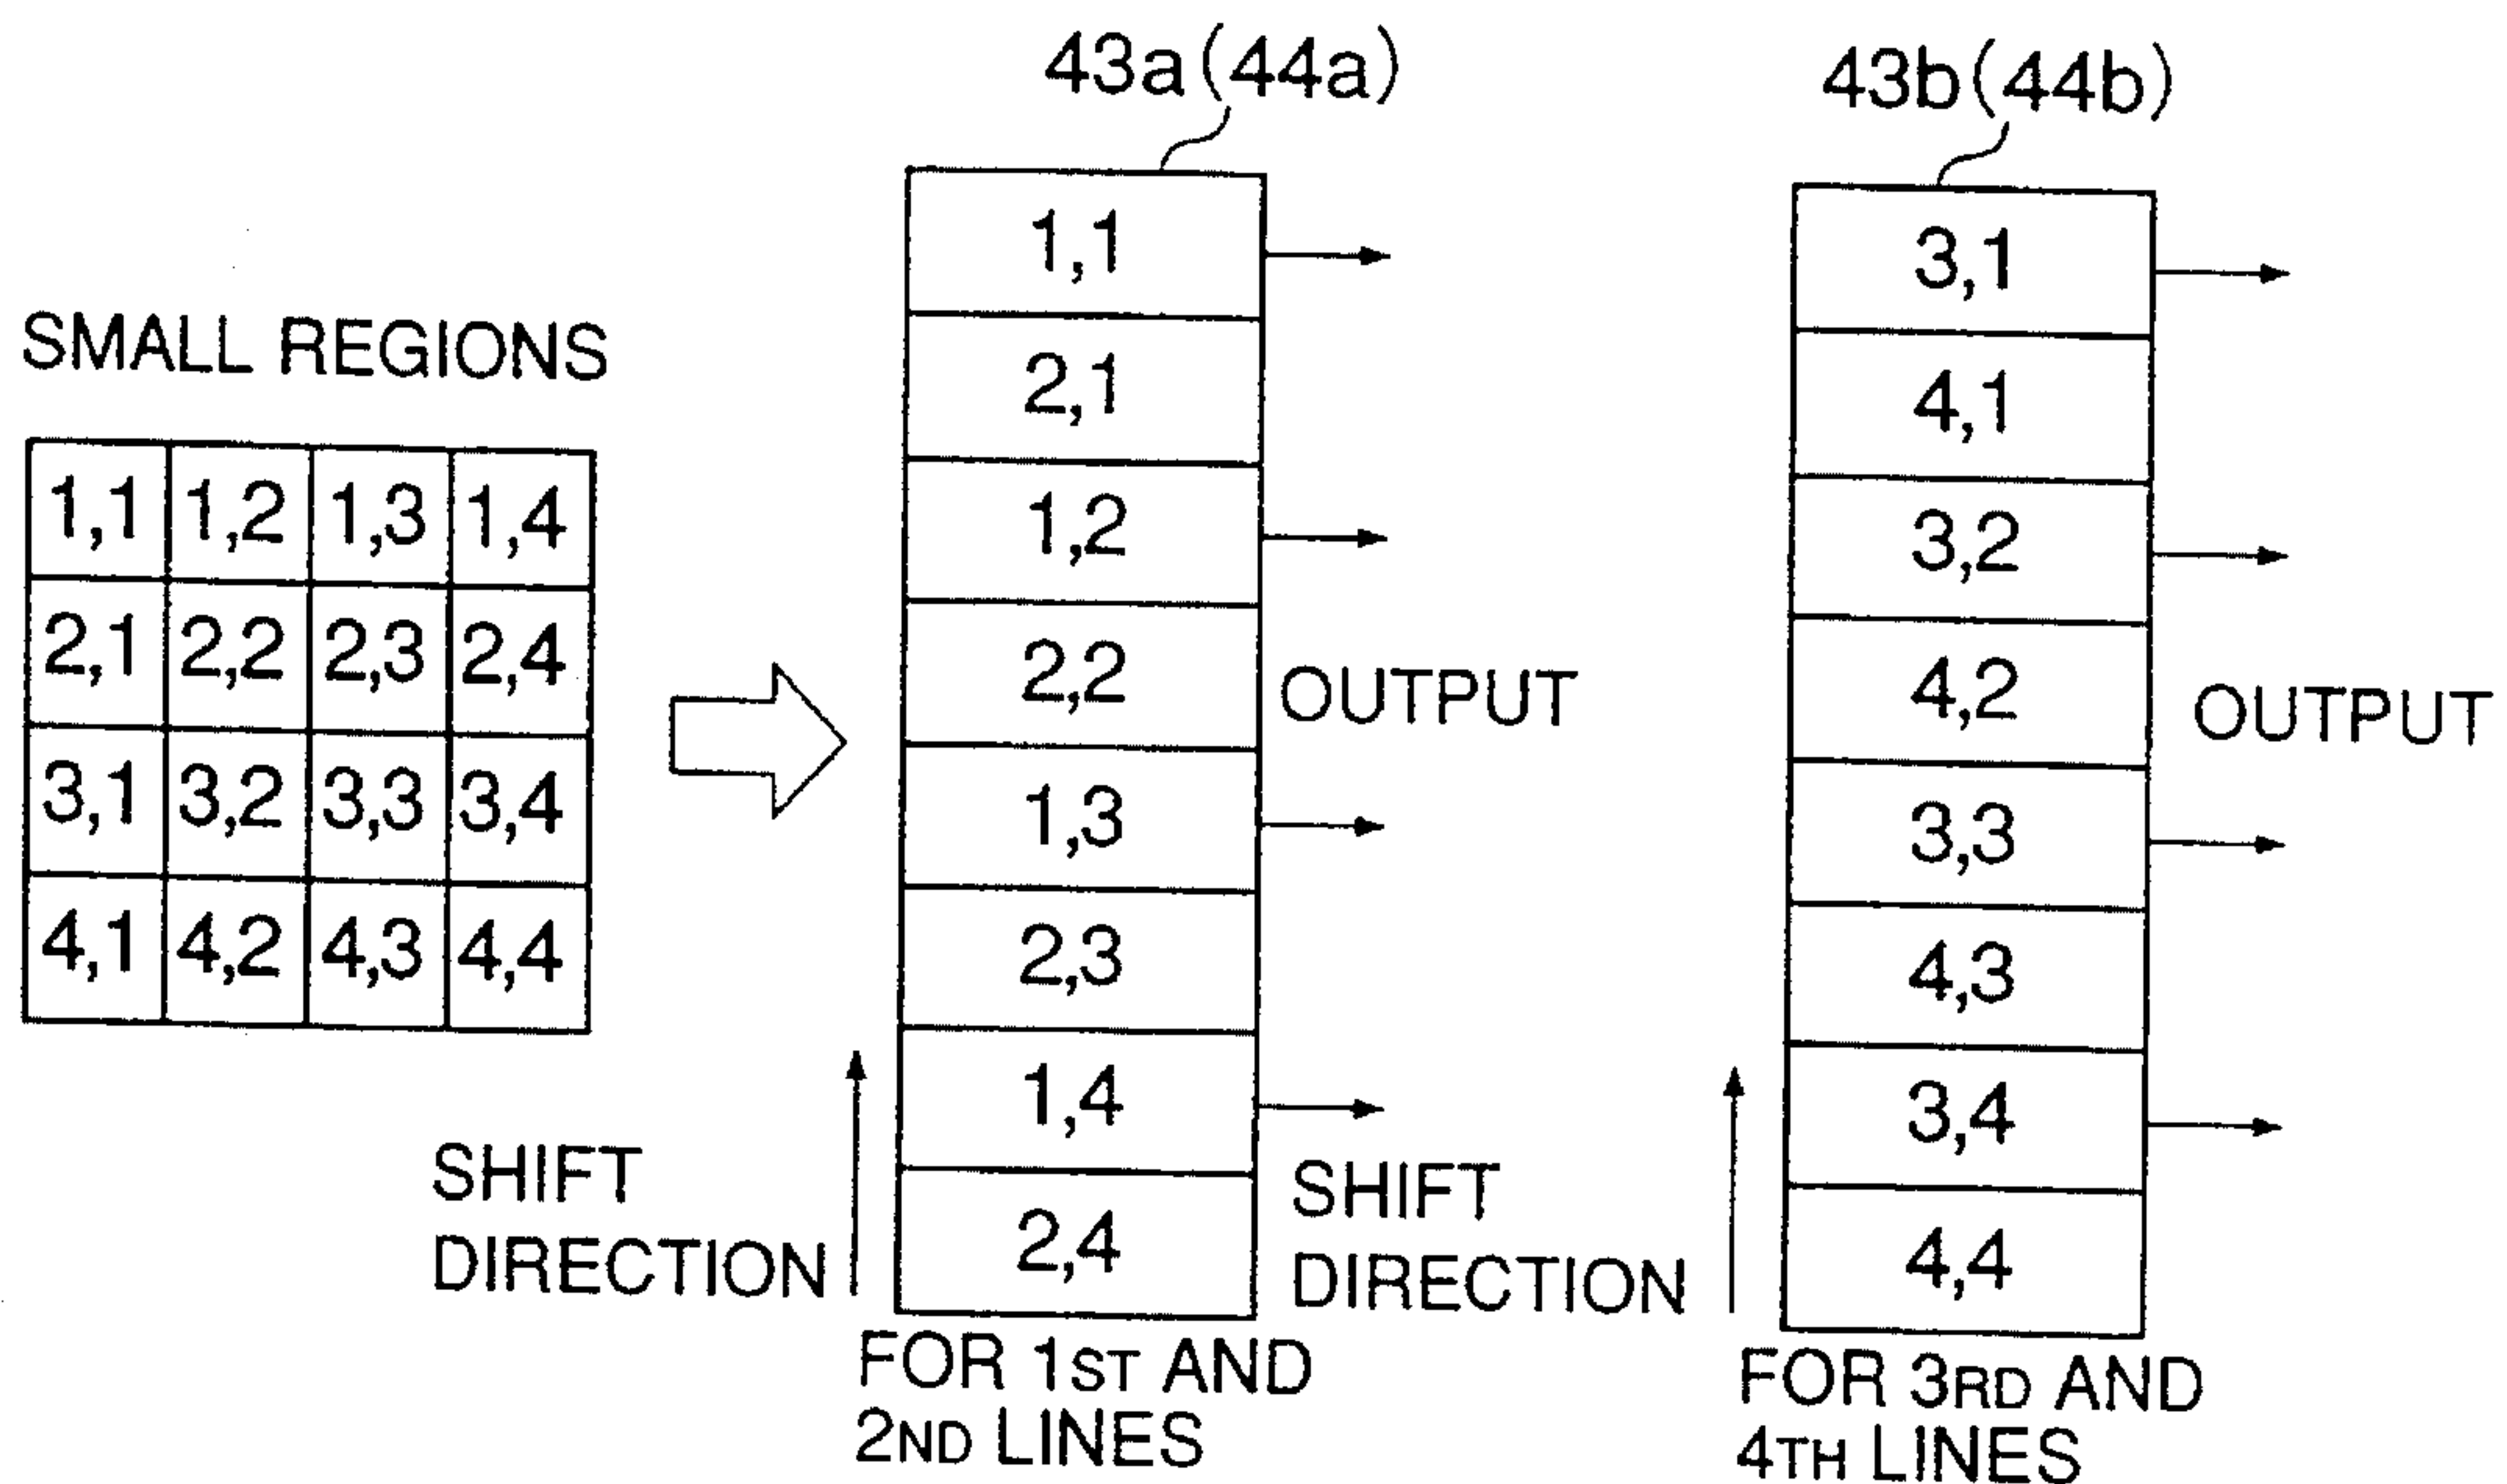 43a(44a)
43b(44b)
SMALL REGIONS
1,1 1,2 1,3 1,4
2,1 2,2 2,3 2,4
3,1 3,2 3,3 3,4
4,1 4,2 4,3 4,4
1,1
2,1
1,2
2,2
1,3
2,3
1,4
2,4
OUTPUT
SHIFT
DIRECTION
FOR 1ST AND
2ND LINES
3,1
4,1
3,2
4,2
3,3
4,3
3,4
4,4
OUTPUT
SHIFT
DIRECTION
FOR 3RD AND
4TH LINES